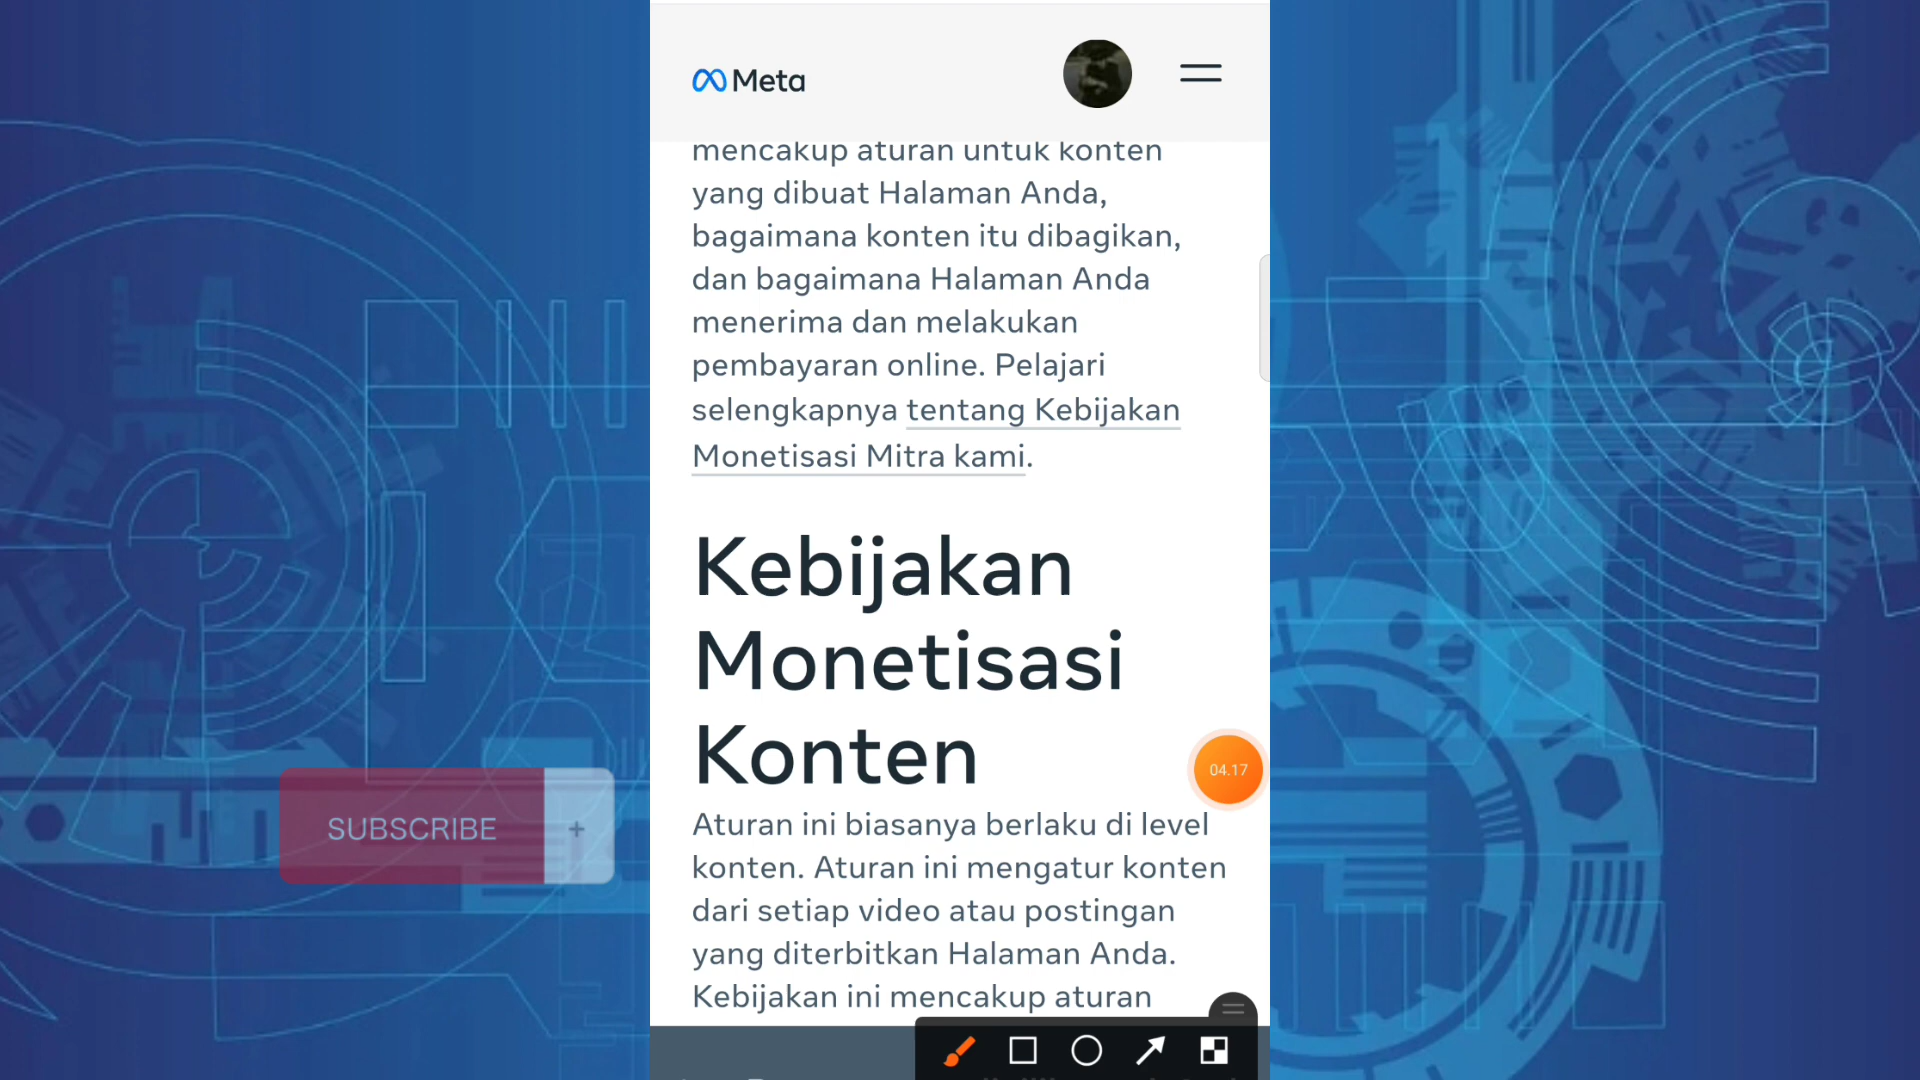 Meta
mencakup aturan untuk konten
yang dibuat Halaman Anda,
bagaimana konten itu dibagikan,
dan bagaimana Halaman Anda
menerima dan melakukan
pembayaran online. Pelajari
selengkapnya tentang Kebijakan
Monetisasi Mitra kami.
Kebijakan
Monetisasi
Konten
04.17
Aturan ini biasanya berlaku di level
konten. Aturan ini mengatur konten
dari setiap video atau postingan
yang diterbitkan Halaman Anda.
Kebijakan ini mencakup aturan
SUBSCRIBE +